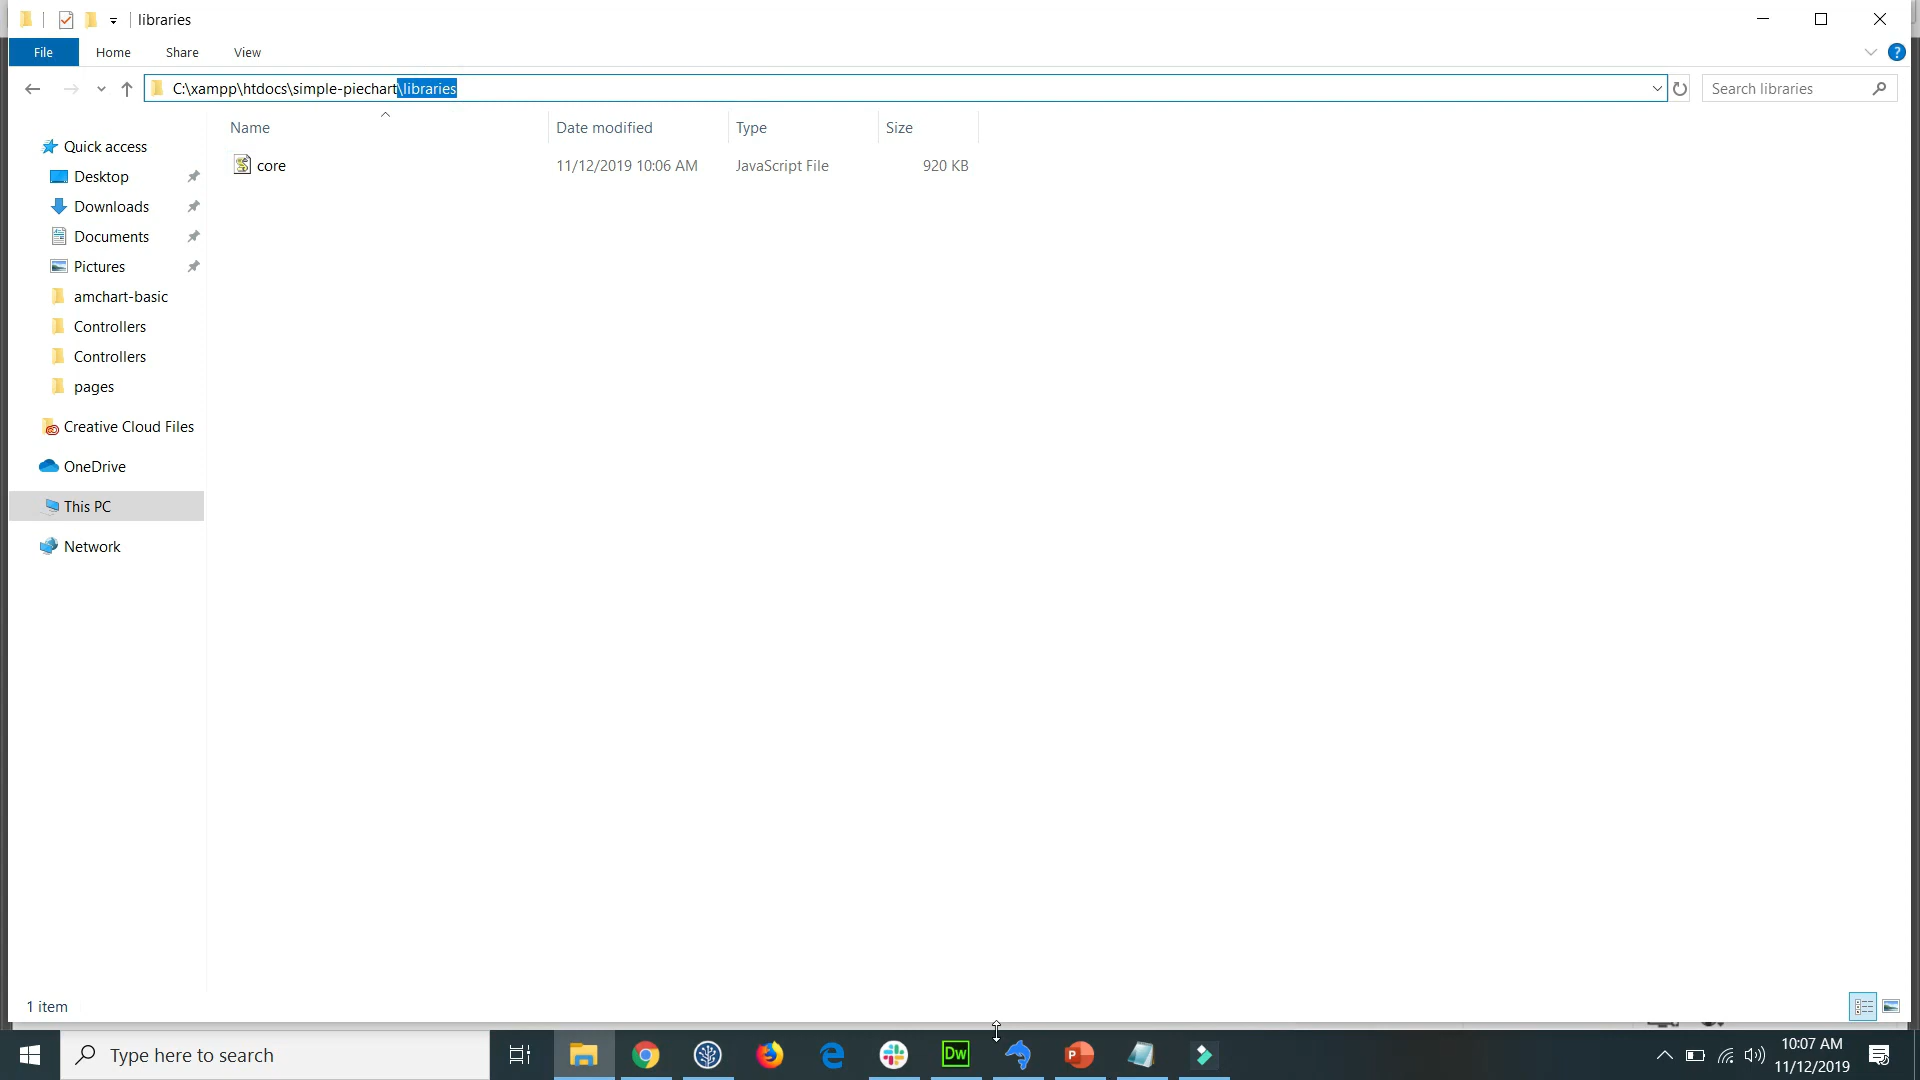 libraries
File Home Share View
C:\xampp\htdocs\simple-piechart\libraries
Search libraries
Name Date modified Type Size
core 11/12/2019 10:06 AM JavaScript File 920 KB
Quick access
Desktop
Downloads
Documents
Pictures
amchart-basic
Controllers
Controllers
pages
Creative Cloud Files
OneDrive
This PC
Network
1 item
Type here to search
Dw
P
10:07 AM
11/12/2019